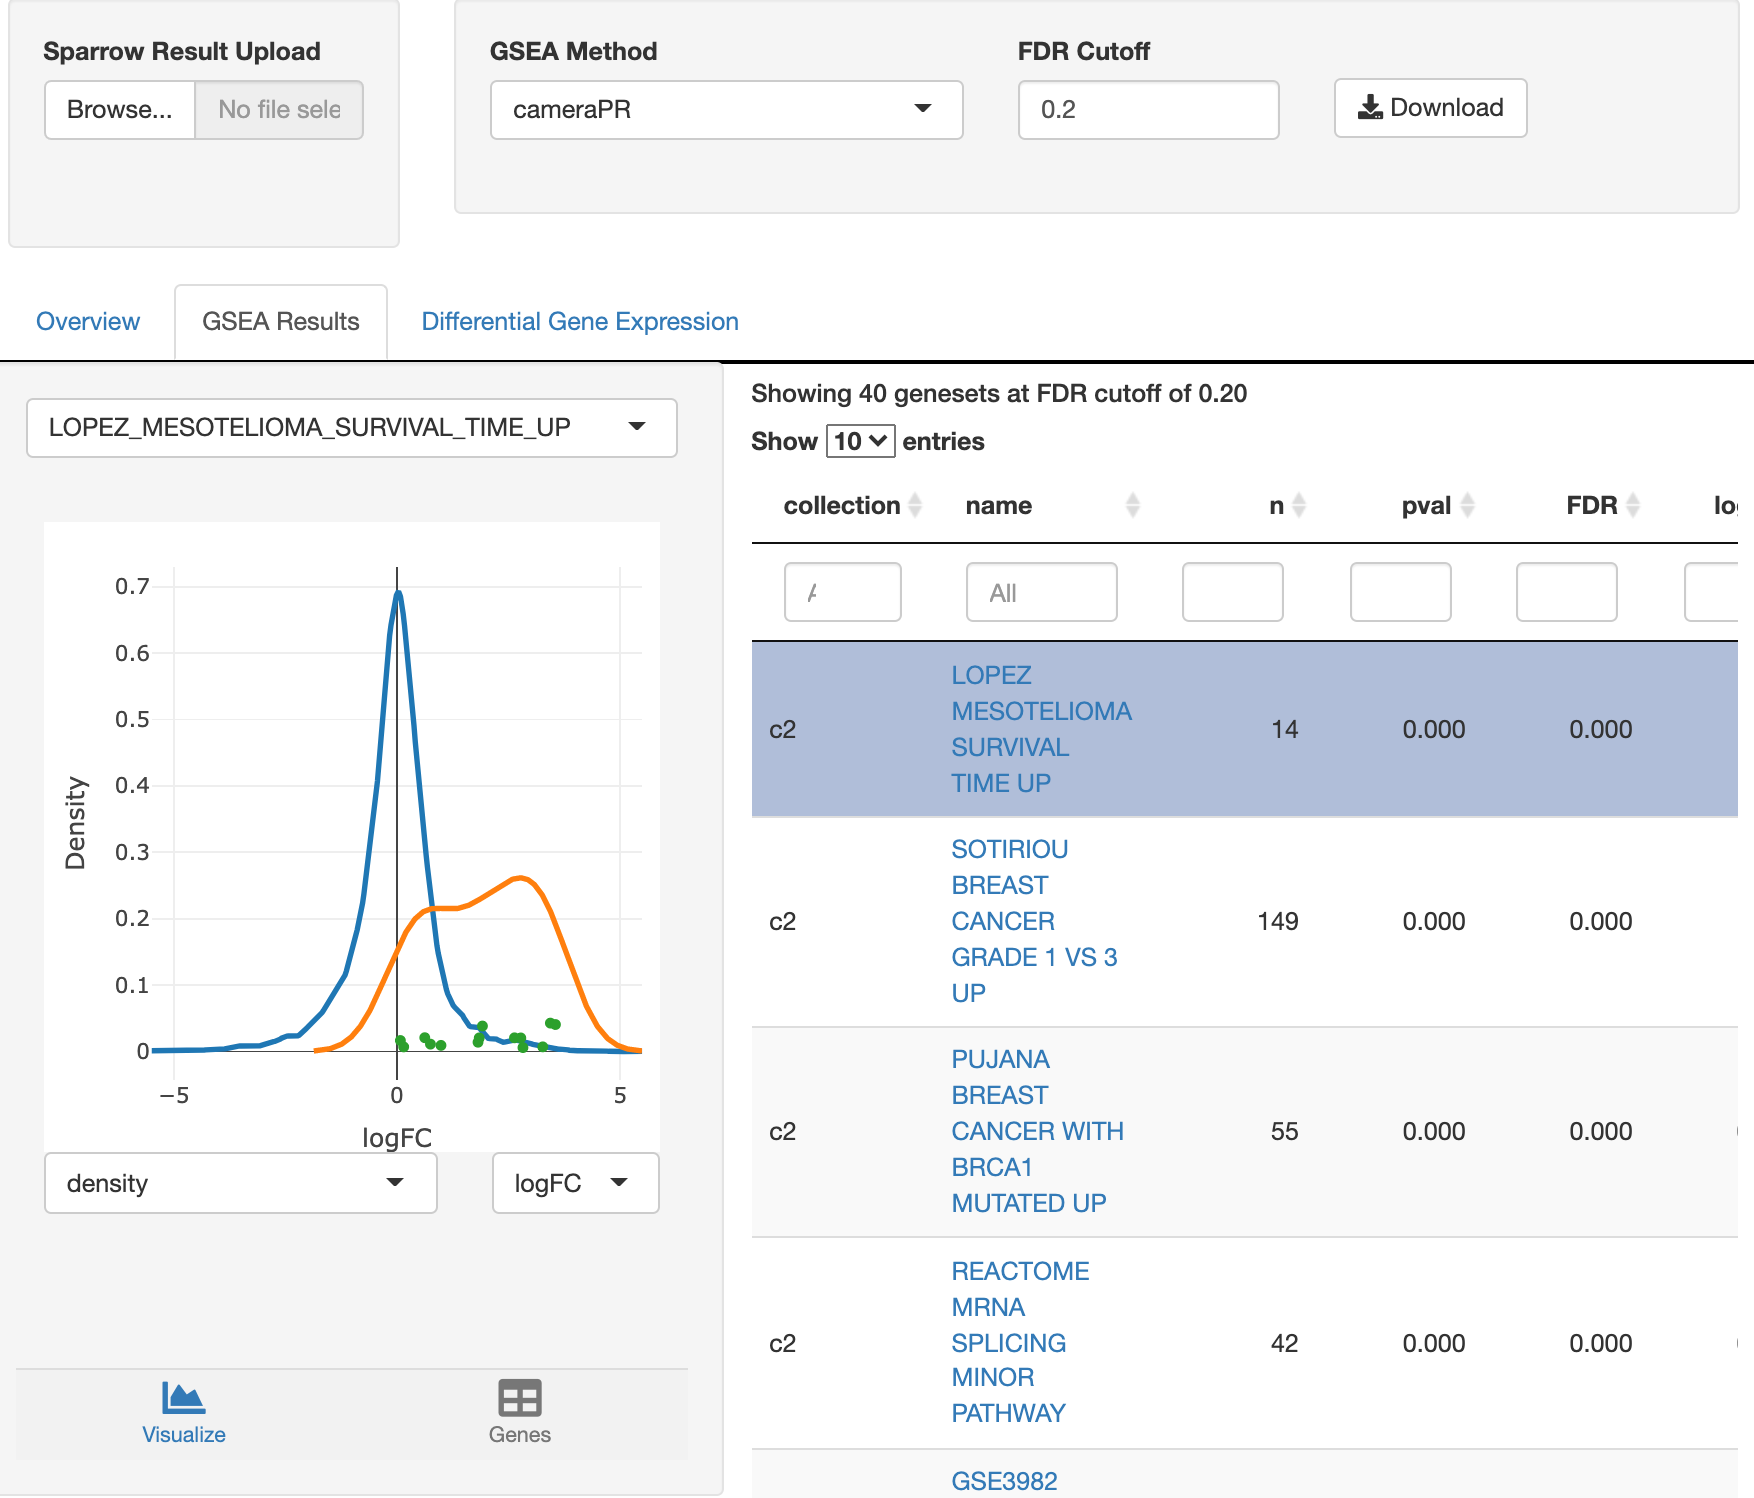 Sparrow Result Upload
Browse... No file sele
GSEA Method
cameraPR
FDR Cutoff
0.2
Download
Overview GSEA Results Differential Gene Expression
LOPEZ_MESOTELIOMA_SURVIVAL_TIME_UP
0.7
0.6
0.5
0.4
0.3
0.2
0.1
0
Density
−5 0 5
logFC
density logFC
Visualize Genes
Showing 40 genesets at FDR cutoff of 0.20
Show 10 entries
collection name n pval FDR
All
LOPEZ
MESOTELIOMA
SURVIVAL
TIME UP
c2 14 0.000 0.000
SOTIRIOU
BREAST
CANCER
GRADE 1 VS 3
UP
c2 149 0.000 0.000
PUJANA
BREAST
CANCER WITH
BRCA1
MUTATED UP
c2 55 0.000 0.000
REACTOME
MRNA
SPLICING
MINOR
PATHWAY
c2 42 0.000 0.000
GSE3982